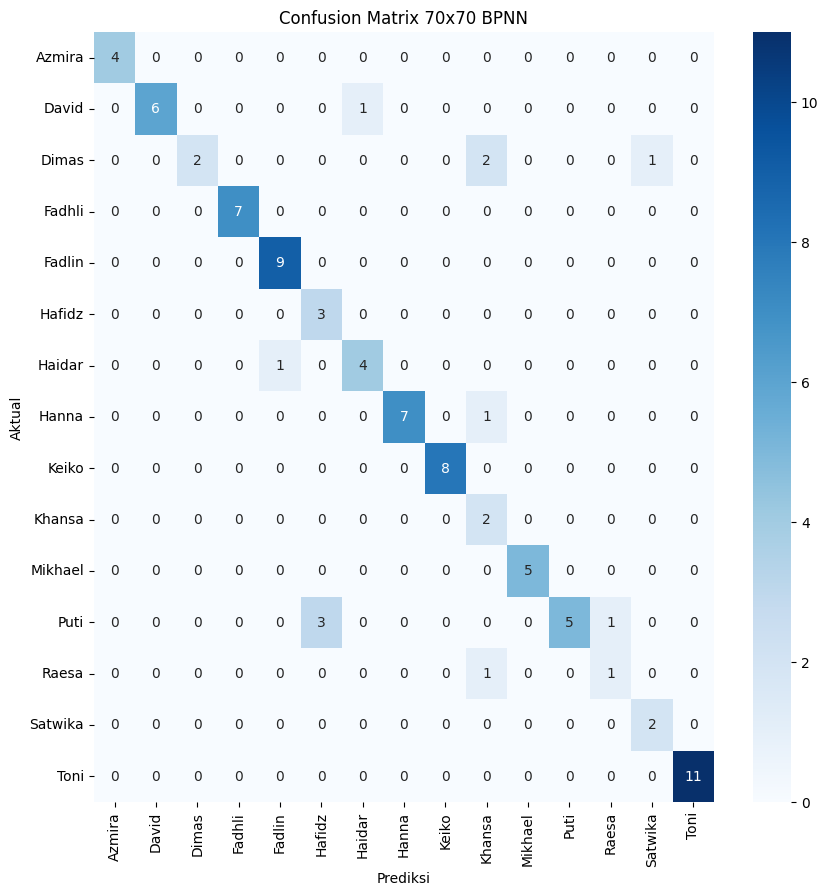 Confusion Matrix 70x70 BPNN
Aktual
Azmira 4 0 0 0 0 0 0 0 0 0 0 0 0 0 0
David 0 6 0 0 0 0 1 0 0 0 0 0 0 0 0
Dimas 0 0 2 0 0 0 0 0 0 2 0 0 0 1 0
Fadhli 0 0 0 7 0 0 0 0 0 0 0 0 0 0 0
Fadlin 0 0 0 0 9 0 0 0 0 0 0 0 0 0 0
Hafidz 0 0 0 0 0 3 0 0 0 0 0 0 0 0 0
Haidar 0 0 0 0 1 0 4 0 0 0 0 0 0 0 0
Hanna 0 0 0 0 0 0 0 7 0 1 0 0 0 0 0
Keiko 0 0 0 0 0 0 0 0 8 0 0 0 0 0 0
Khansa 0 0 0 0 0 0 0 0 0 2 0 0 0 0 0
Mikhael 0 0 0 0 0 0 0 0 0 0 5 0 0 0 0
Puti 0 0 0 0 0 3 0 0 0 0 0 5 1 0 0
Raesa 0 0 0 0 0 0 0 0 0 1 0 0 1 0 0
Satwika 0 0 0 0 0 0 0 0 0 0 0 0 0 2 0
Toni 0 0 0 0 0 0 0 0 0 0 0 0 0 0 11
Azmira David Dimas Fadhli Fadlin Hafidz Haidar Hanna Keiko Khansa Mikhael Puti Raesa Satwika Toni
Prediksi
10
8
6
4
2
0